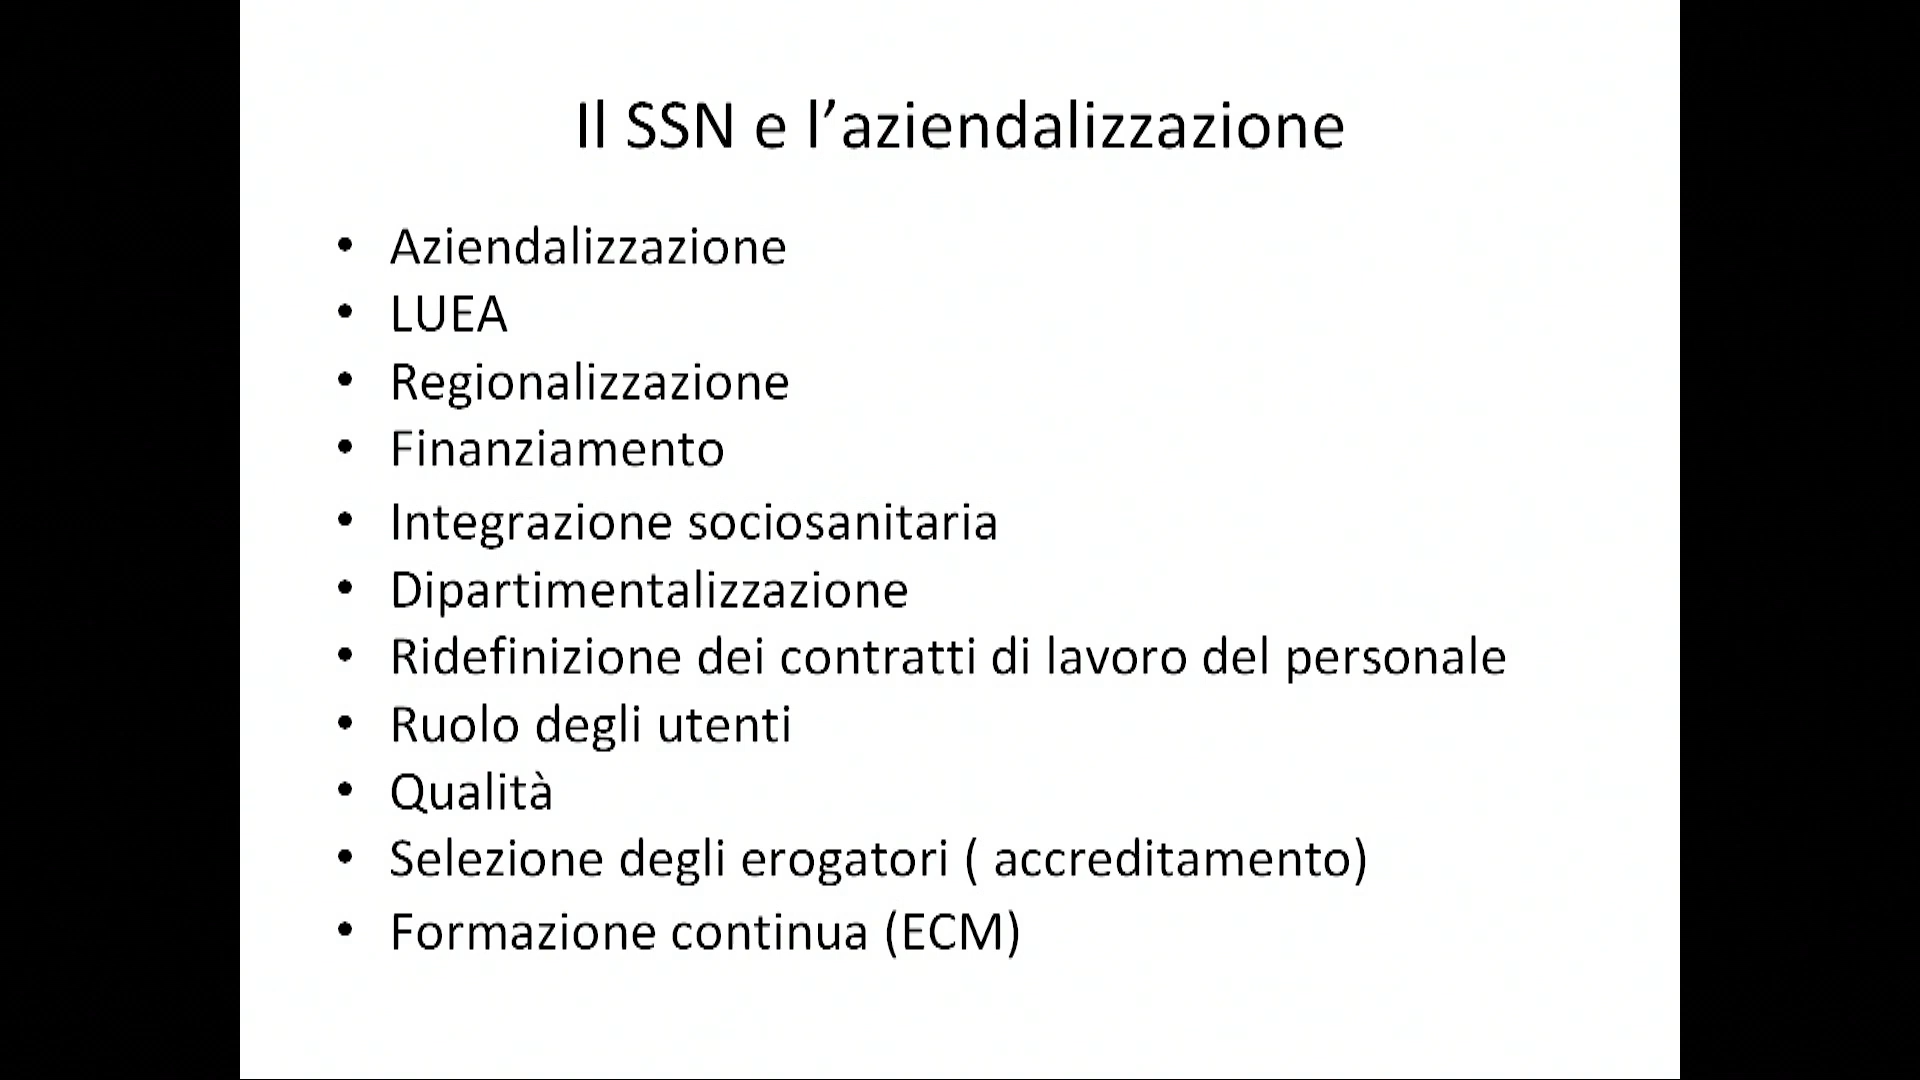 Il SSN e l’aziendalizzazione
• Aziendalizzazione
• LUEA
• Regionalizzazione
• Finanziamento
• Integrazione sociosanitaria
• Dipartimentalizzazione
• Ridefinizione dei contratti di lavoro del personale
• Ruolo degli utenti
• Qualità
• Selezione degli erogatori ( accreditamento)
• Formazione continua (ECM)